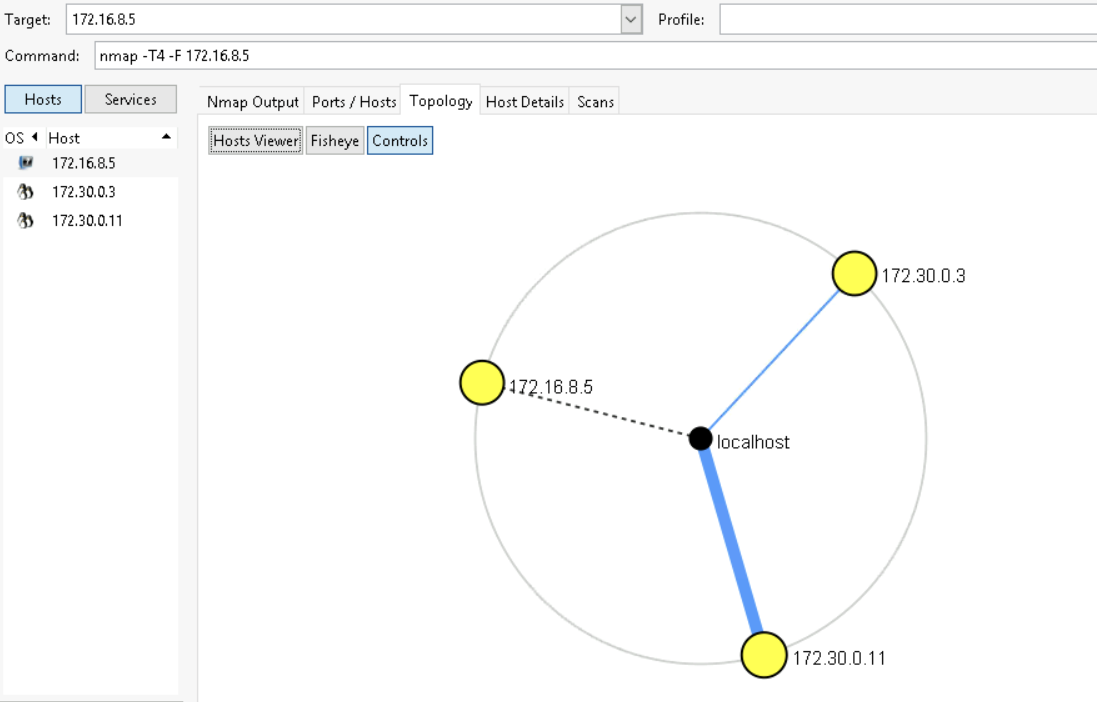 Target: 172.16.8.5 Profile:
Command: nmap -T4 -F 172.16.8.5
Hosts Services
Nmap Output Ports / Hosts Topology Host Details Scans
OS Host
Hosts Viewer Fisheye Controls
172.16.8.5
172.30.0.3
172.30.0.11
172.30.0.3
172.16.8.5
localhost
172.30.0.11